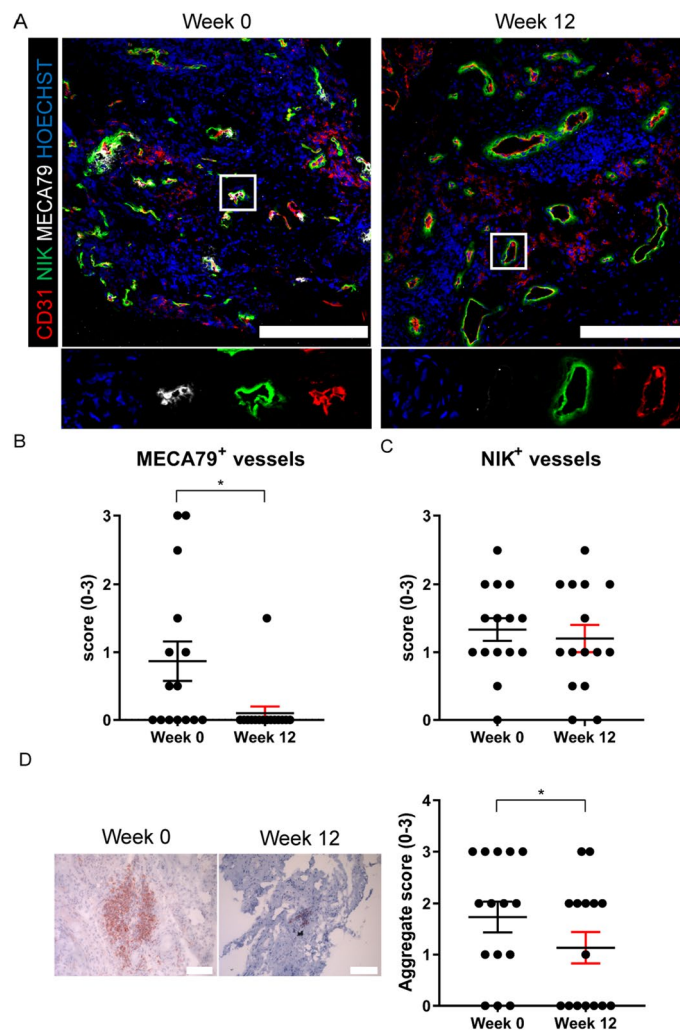 A
Week 0
Week 12
CD31 NIK MECA79 HOECHST
B
MECA79+ vessels
*
score (0-3)
3
2
1
0
Week 0
Week 12
C
NIK+ vessels
score (0-3)
3
2
1
0
Week 0
Week 12
D
Week 0
Week 12
*
Aggregate score (0-3)
4
3
2
1
0
Week 0
Week 12